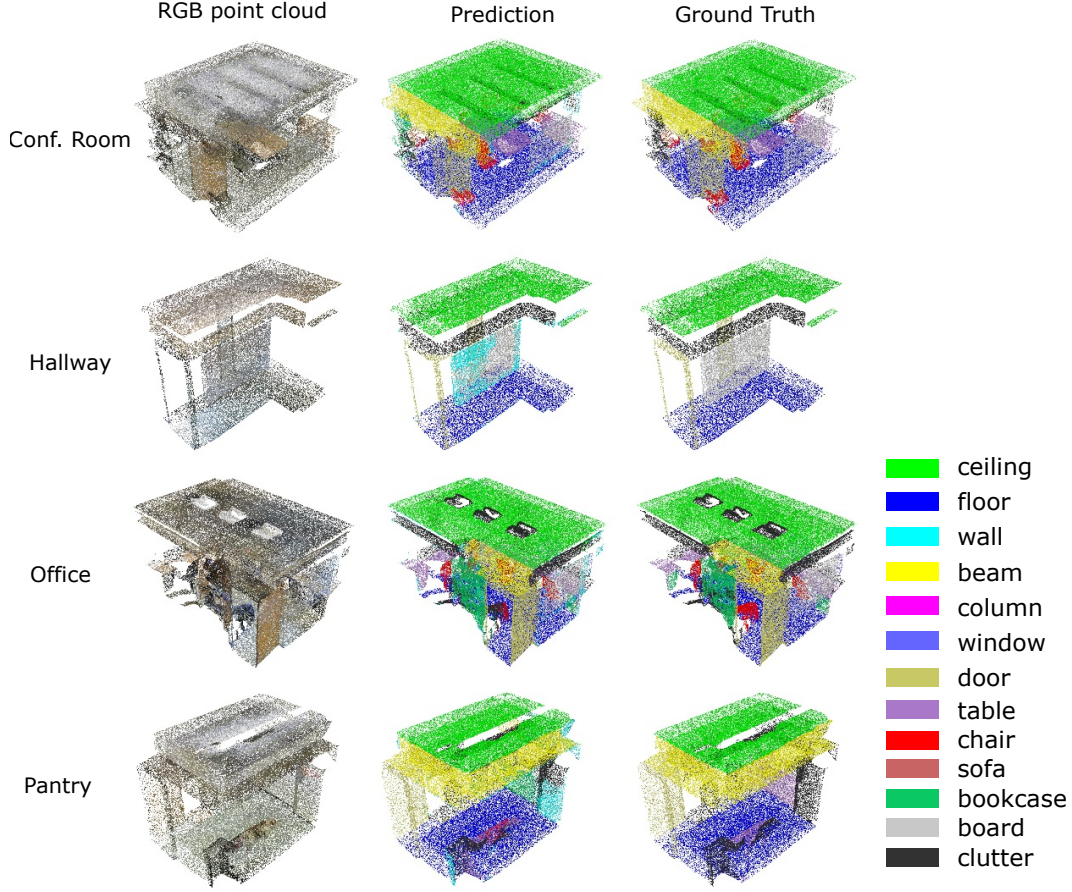 RGB point cloud
Prediction
Ground Truth
Conf. Room
Hallway
Office
Pantry
ceiling
floor
wall
beam
column
window
door
table
chair
sofa
bookcase
board
clutter